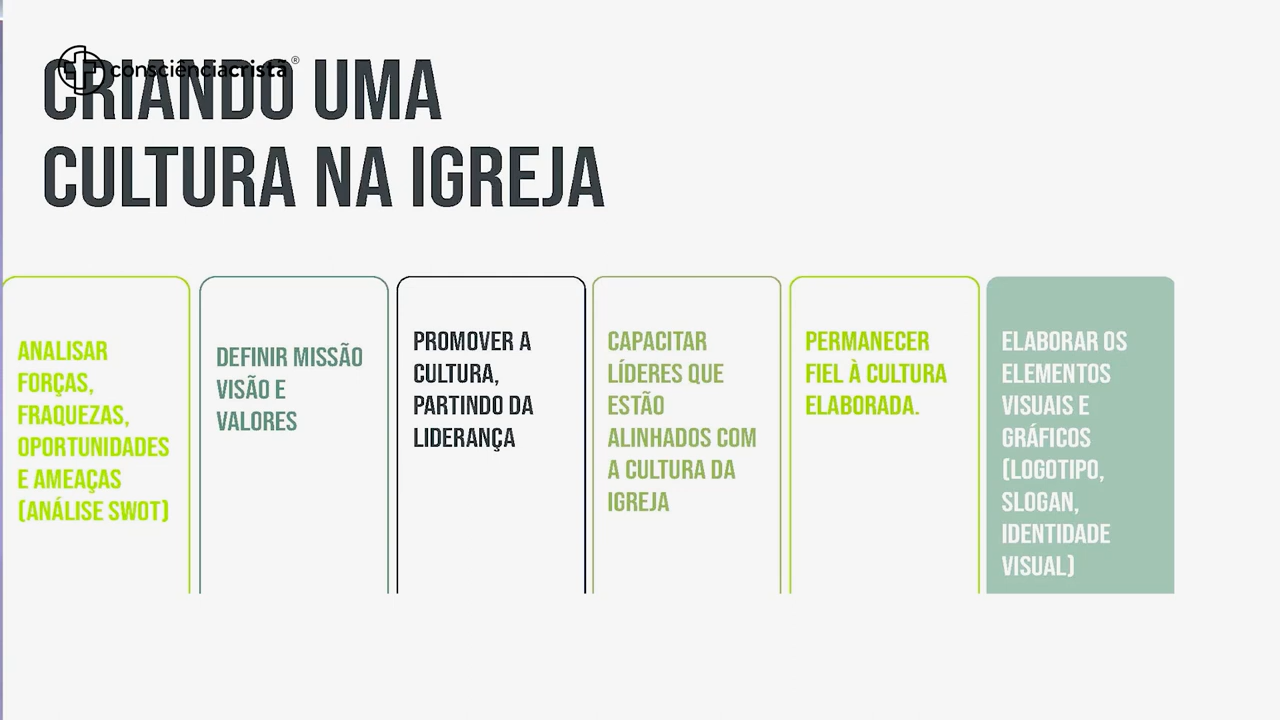 consciênciacristã®
CRIANDO UMA
CULTURA NA IGREJA
ANALISAR
FORÇAS,
FRAQUEZAS,
OPORTUNIDADES
E AMEAÇAS
(ANÁLISE SWOT)
DEFINIR MISSÃO
VISÃO E
VALORES
PROMOVER A
CULTURA,
PARTINDO DA
LIDERANÇA
CAPACITAR
LÍDERES QUE
ESTÃO
ALINHADOS COM
A CULTURA DA
IGREJA
PERMANECER
FIEL À CULTURA
ELABORADA.
ELABORAR OS
ELEMENTOS
VISUAIS E
GRÁFICOS
(LOGOTIPO,
SLOGAN,
IDENTIDADE
VISUAL)